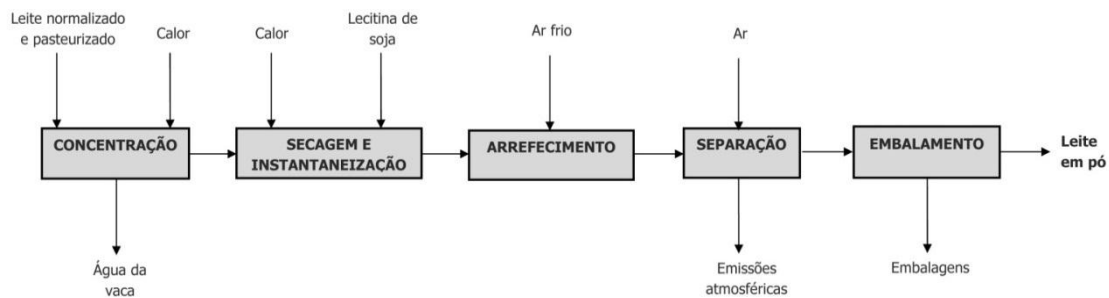 Leite normalizado
e pasteurizado
Calor
Calor
Lecitina de
soja
Ar frio
Ar
CONCENTRAÇÃO
SECAGEM E
INSTANTANEIZAÇÃO
ARREFECIMENTO
SEPARAÇÃO
EMBALAMENTO
Leite
em pó
Água da
vaca
Emissões
atmosféricas
Embalagens